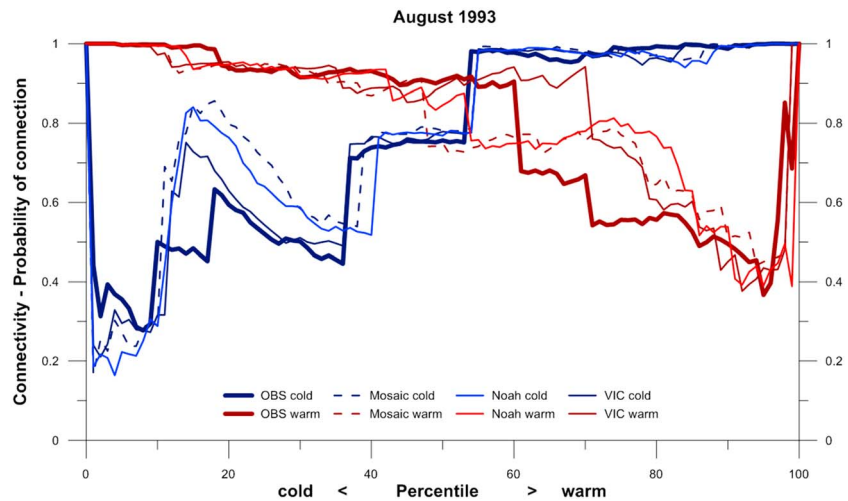 August 1993
Connectivity - Probability of connection
1 1
0.8 0.8
0.6 0.6
0.4 0.4
0.2 0.2
0 0
OBS cold Mosaic cold Noah cold VIC cold
OBS warm Mosaic warm Noah warm VIC warm
0 20 40 60 80 100
cold < Percentile > warm